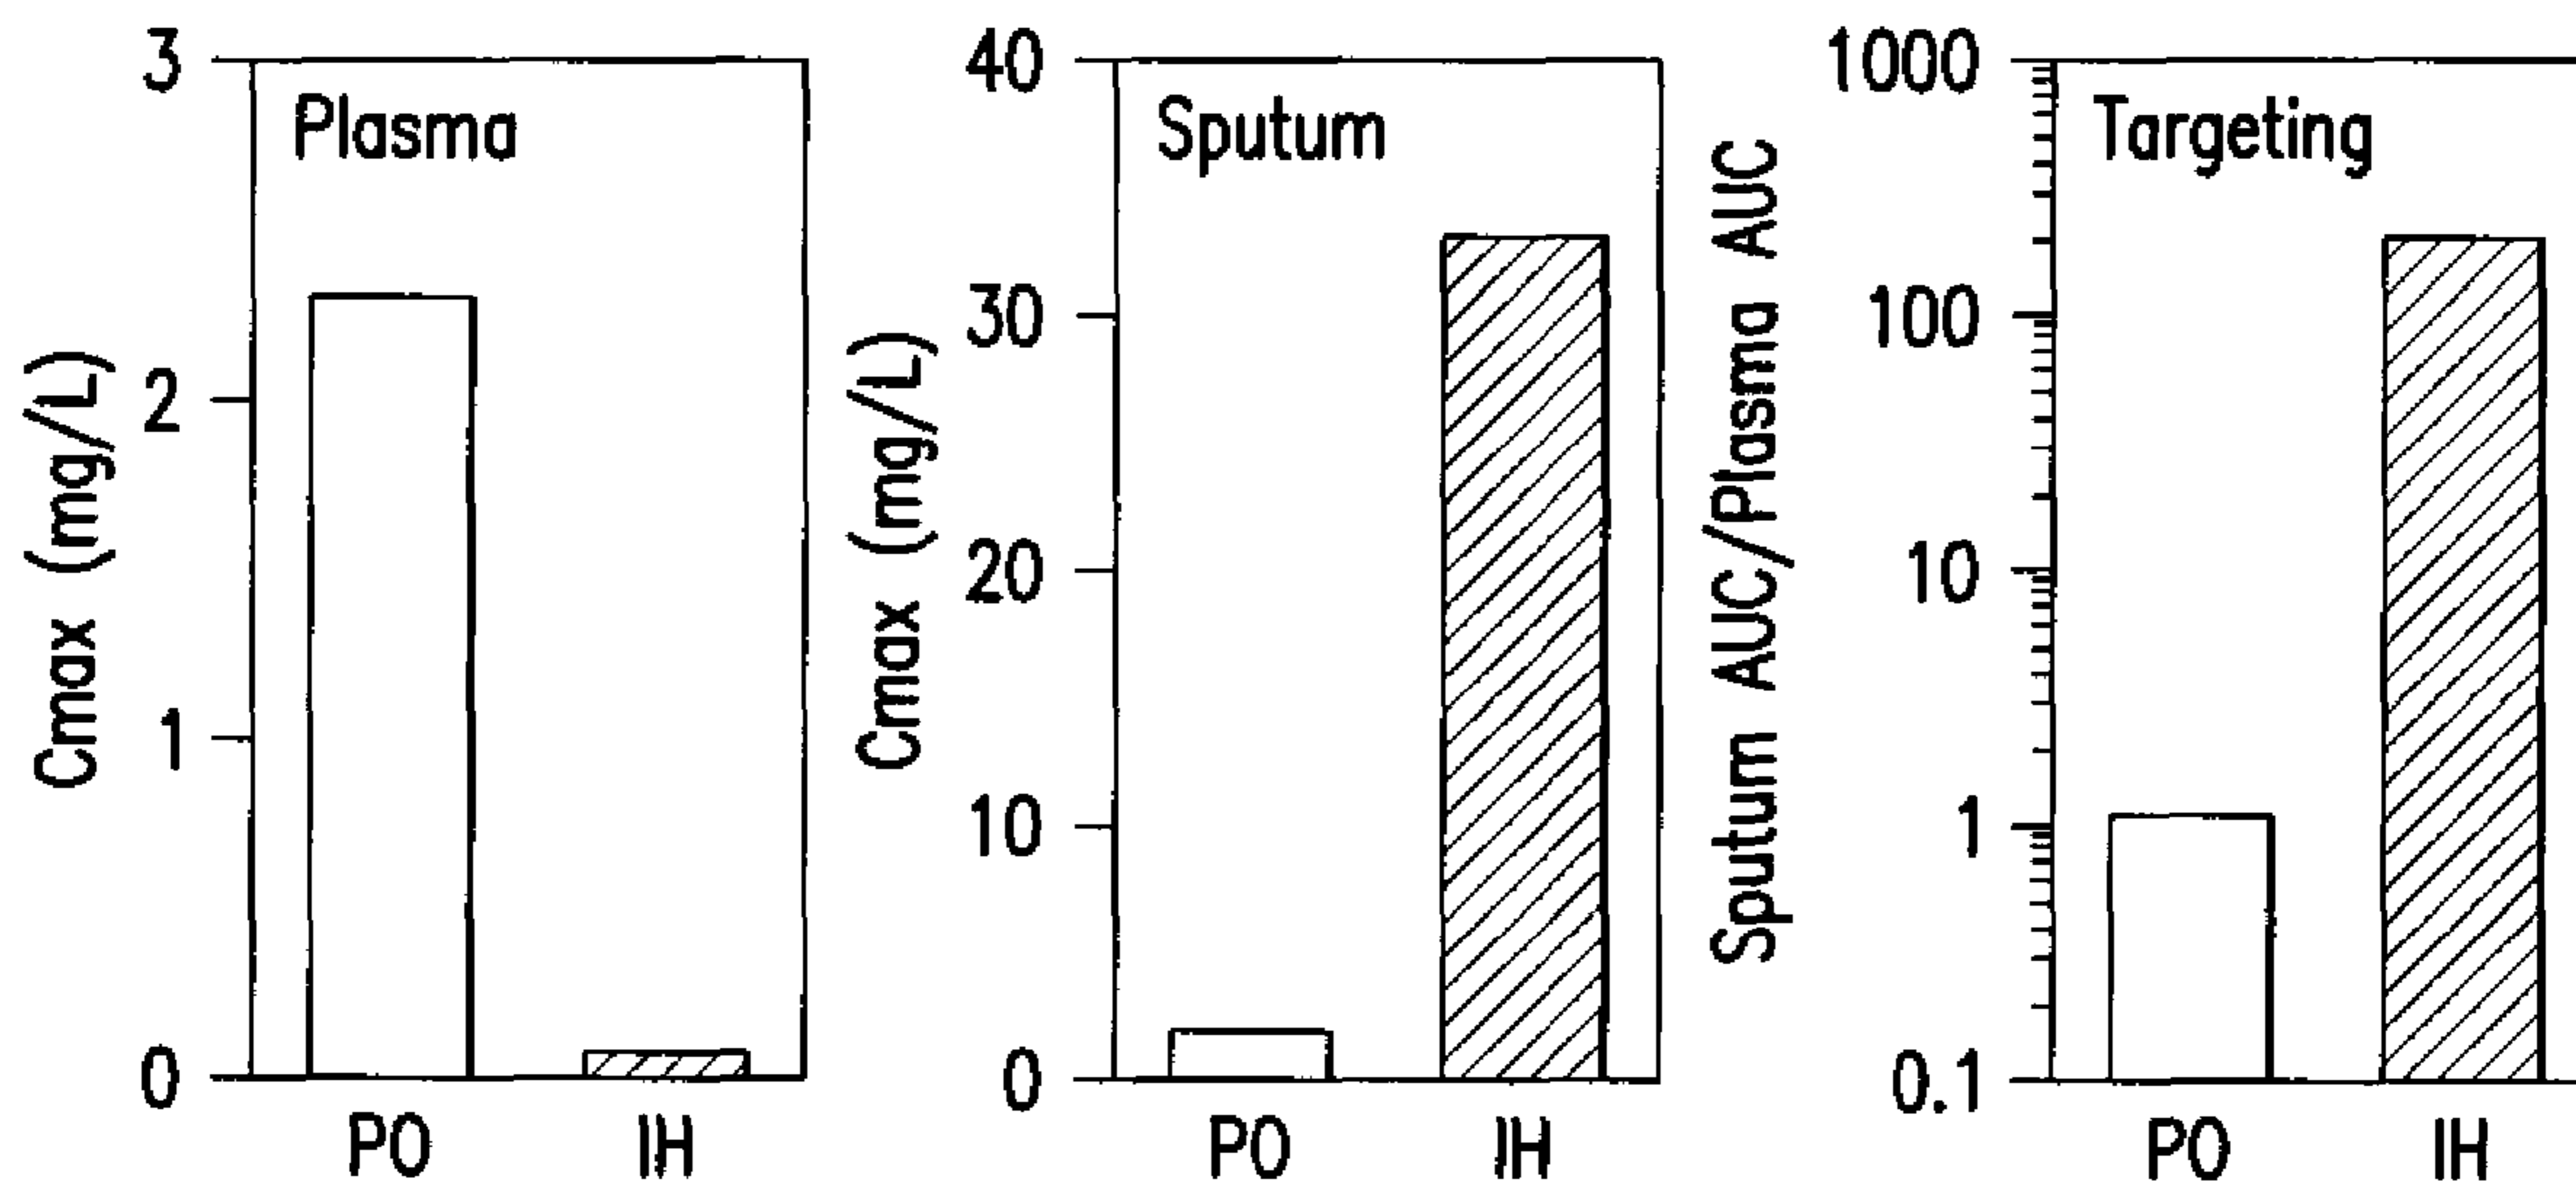 Plasma
Cmax (mg/L)
3
2
1
0
PO IH
Sputum
Cmax (mg/L)
40
30
20
10
0
PO IH
Targeting
Sputum AUC/Plasma AUC
1000
100
10
1
0.1
PO IH